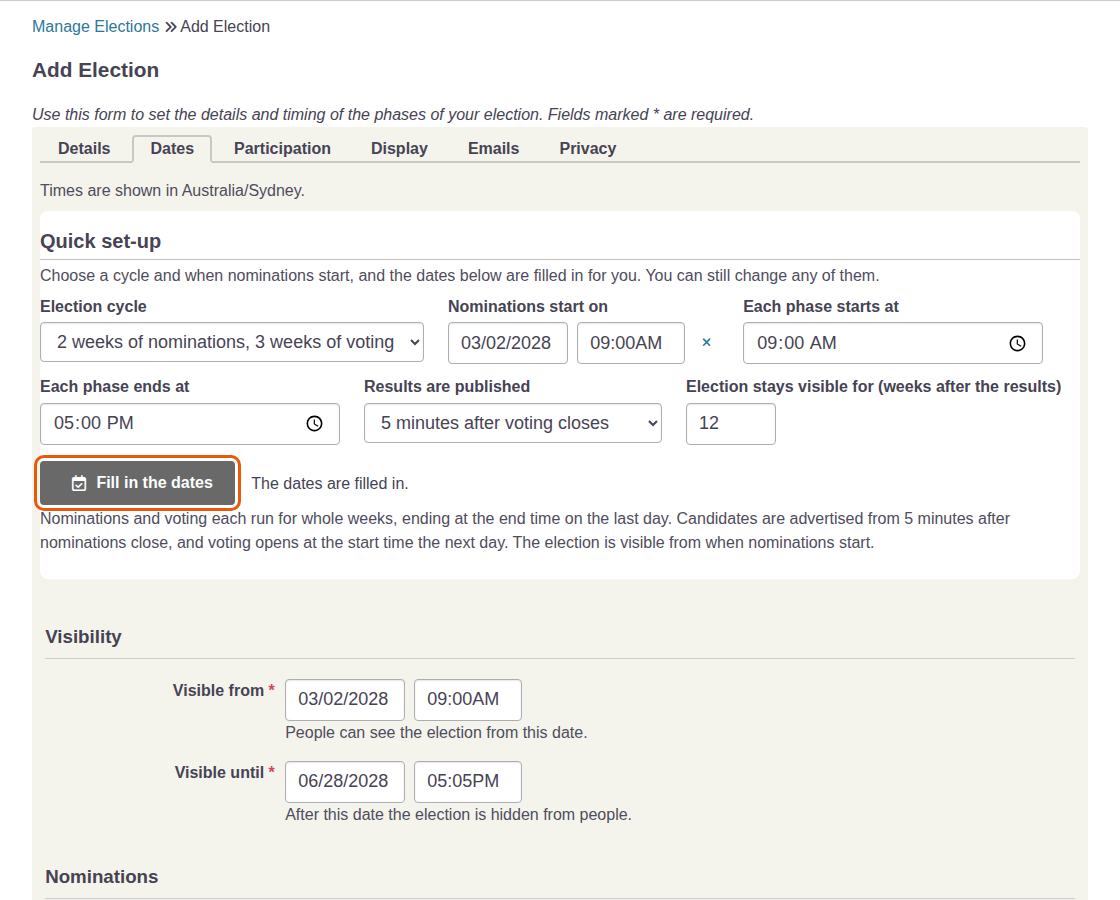 Manage Elections » Add Election
Add Election
Use this form to set the details and timing of the phases of your election. Fields marked * are required.
Details Dates Participation Display Emails Privacy
Times are shown in Australia/Sydney.
Quick set-up
Choose a cycle and when nominations start, and the dates below are filled in for you. You can still change any of them.
Election cycle Nominations start on Each phase starts at
2 weeks of nominations, 3 weeks of voting 03/02/2028 09:00AM × 09:00 AM
Each phase ends at Results are published Election stays visible for (weeks after the results)
05:00 PM 5 minutes after voting closes 12
Fill in the dates The dates are filled in.
Nominations and voting each run for whole weeks, ending at the end time on the last day. Candidates are advertised from 5 minutes after
nominations close, and voting opens at the start time the next day. The election is visible from when nominations start.
Visibility
Visible from * 03/02/2028 09:00AM
People can see the election from this date.
Visible until * 06/28/2028 05:05PM
After this date the election is hidden from people.
Nominations